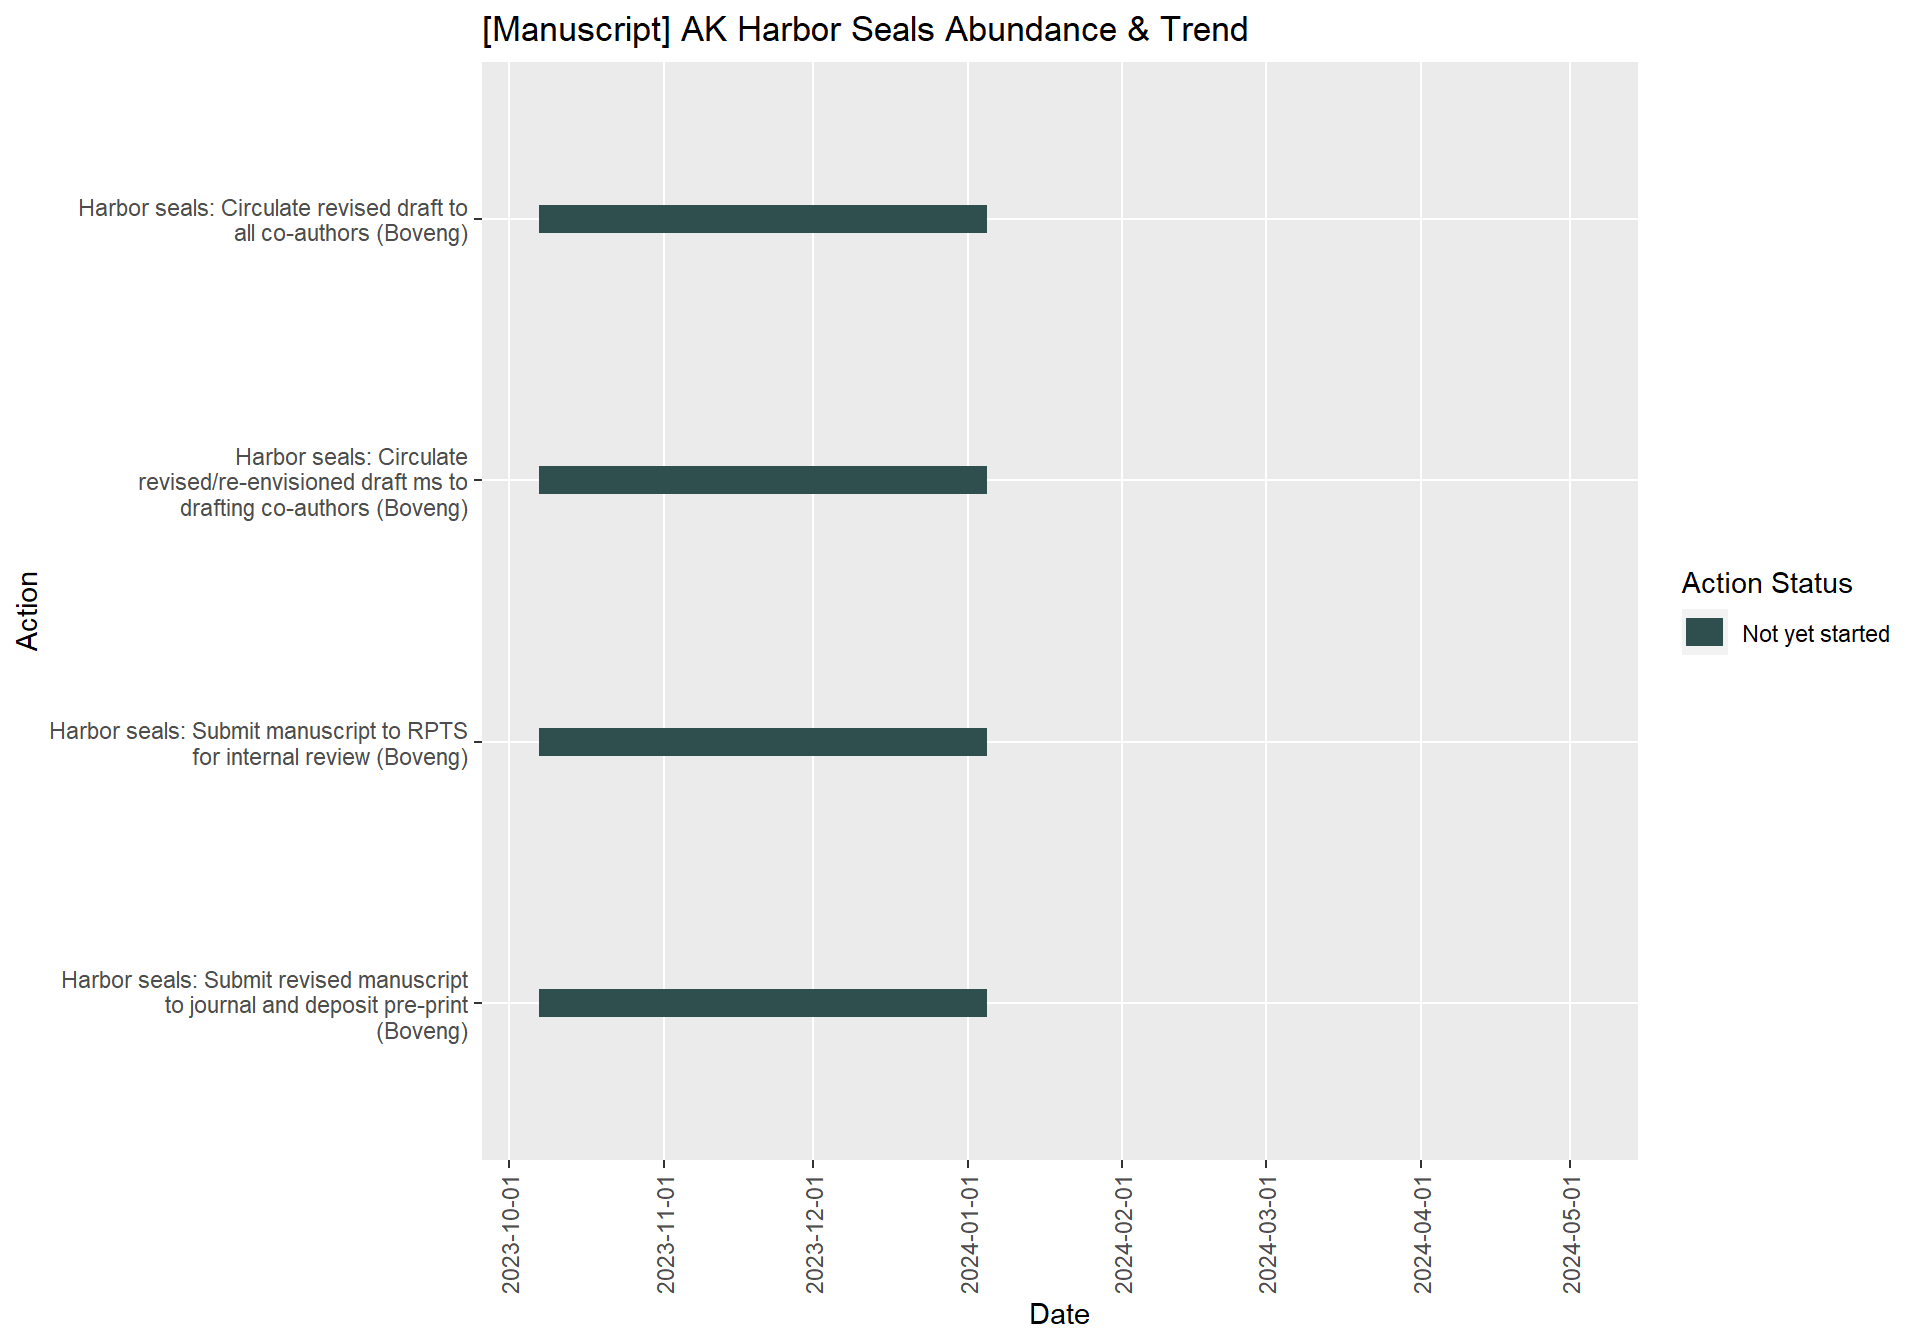 [Manuscript] AK Harbor Seals Abundance & Trend
Harbor seals: Circulate revised draft to
all co-authors (Boveng)
Harbor seals: Circulate
revised/re-envisioned draft ms to
drafting co-authors (Boveng)
Harbor seals: Submit manuscript to RPTS
for internal review (Boveng)
Harbor seals: Submit revised manuscript
to journal and deposit pre-print
(Boveng)
Action
2023-10-01
2023-11-01
2023-12-01
2024-01-01
2024-02-01
2024-03-01
2024-04-01
2024-05-01
Date
Action Status
Not yet started